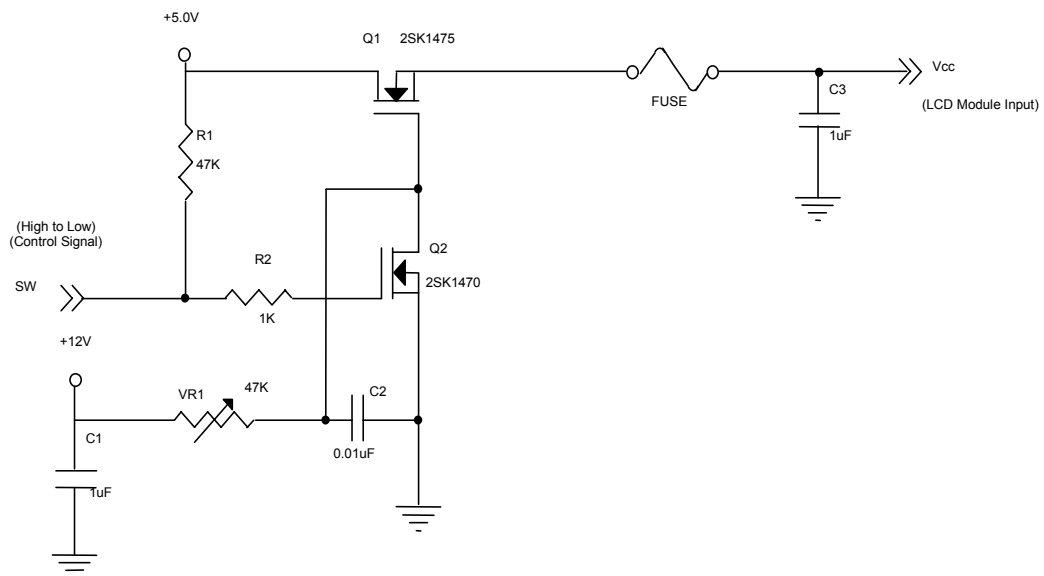 +5.0V
Q1 2SK1475
Vcc
FUSE
C3
(LCD Module Input)
1uF
R1
47K
(High to Low)
(Control Signal)
Q2
R2
SW
2SK1470
1K
+12V
VR1
47K
C2
C1
0.01uF
1uF